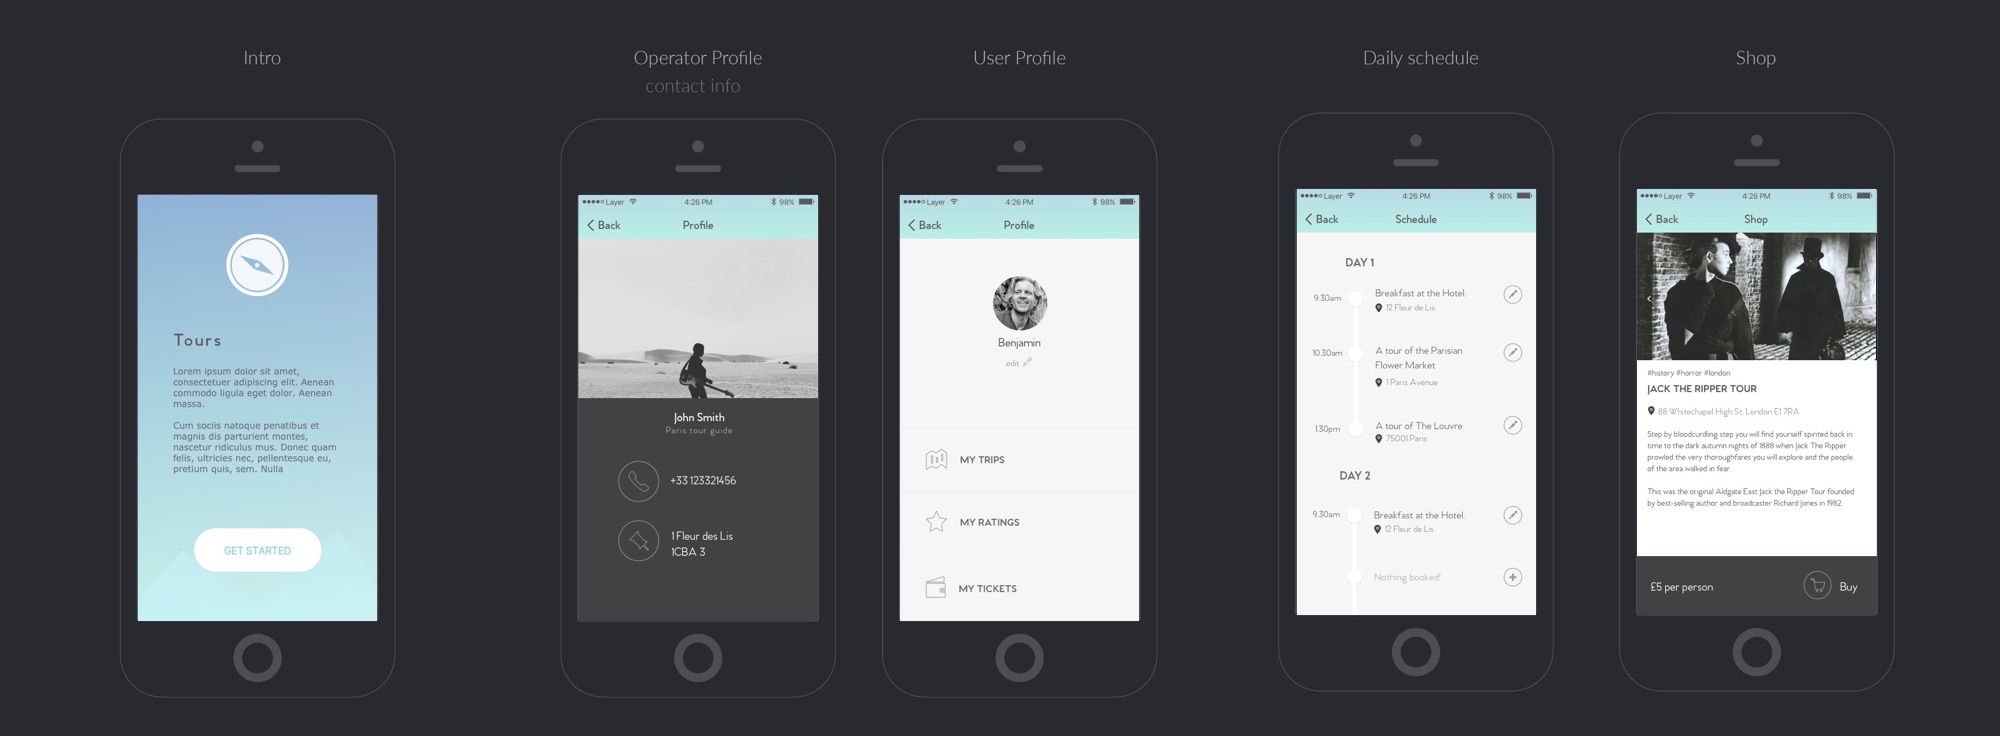 Intro
Tours
Lorem ipsum dolor sit amet,
consectetuer adipiscing elit. Aenean
commodo ligula eget dolor. Aenean
massa.
Cum sociis natoque penatibus et
magnis dis parturient montes,
nascetur ridiculus mus. Donec quam
felis, ultricies nec, pellentesque eu,
pretium quis, sem. Nulla
GET STARTED
Operator Profile
contact info
Layer 4:26 PM 98%
Back Profile
John Smith
Paris tour guide
+33 123321456
1 Fleur des Lis
1CBA 3
User Profile
Layer 4:26 PM 98%
Back Profile
Benjamin
edit
MY TRIPS
MY RATINGS
MY TICKETS
Daily schedule
Layer 4:26 PM 98%
Back Schedule
DAY 1
9.30am Breakfast at the Hotel.
12 Fleur de Lis
10.30am A tour of the Parisian
Flower Market
1 Paris Avenue
1.30pm A tour of The Louvre
75001 Paris
DAY 2
9.30am Breakfast at the Hotel.
12 Fleur de Lis
Nothing booked!
Shop
Layer 4:26 PM 98%
Back Shop
#history #horror #london
JACK THE RIPPER TOUR
88 Whitechapel High St, London E1 7RA
Step by bloodcurdling step you will find yourself spirited back in
time to the dark autumn nights of 1888 when Jack The Ripper
prowled the very thoroughfares you will explore and the people
of the area walked in fear.
This was the original Aldgate East Jack the Ripper Tour founded
by best-selling author and broadcaster Richard Jones in 1982.
£5 per person Buy